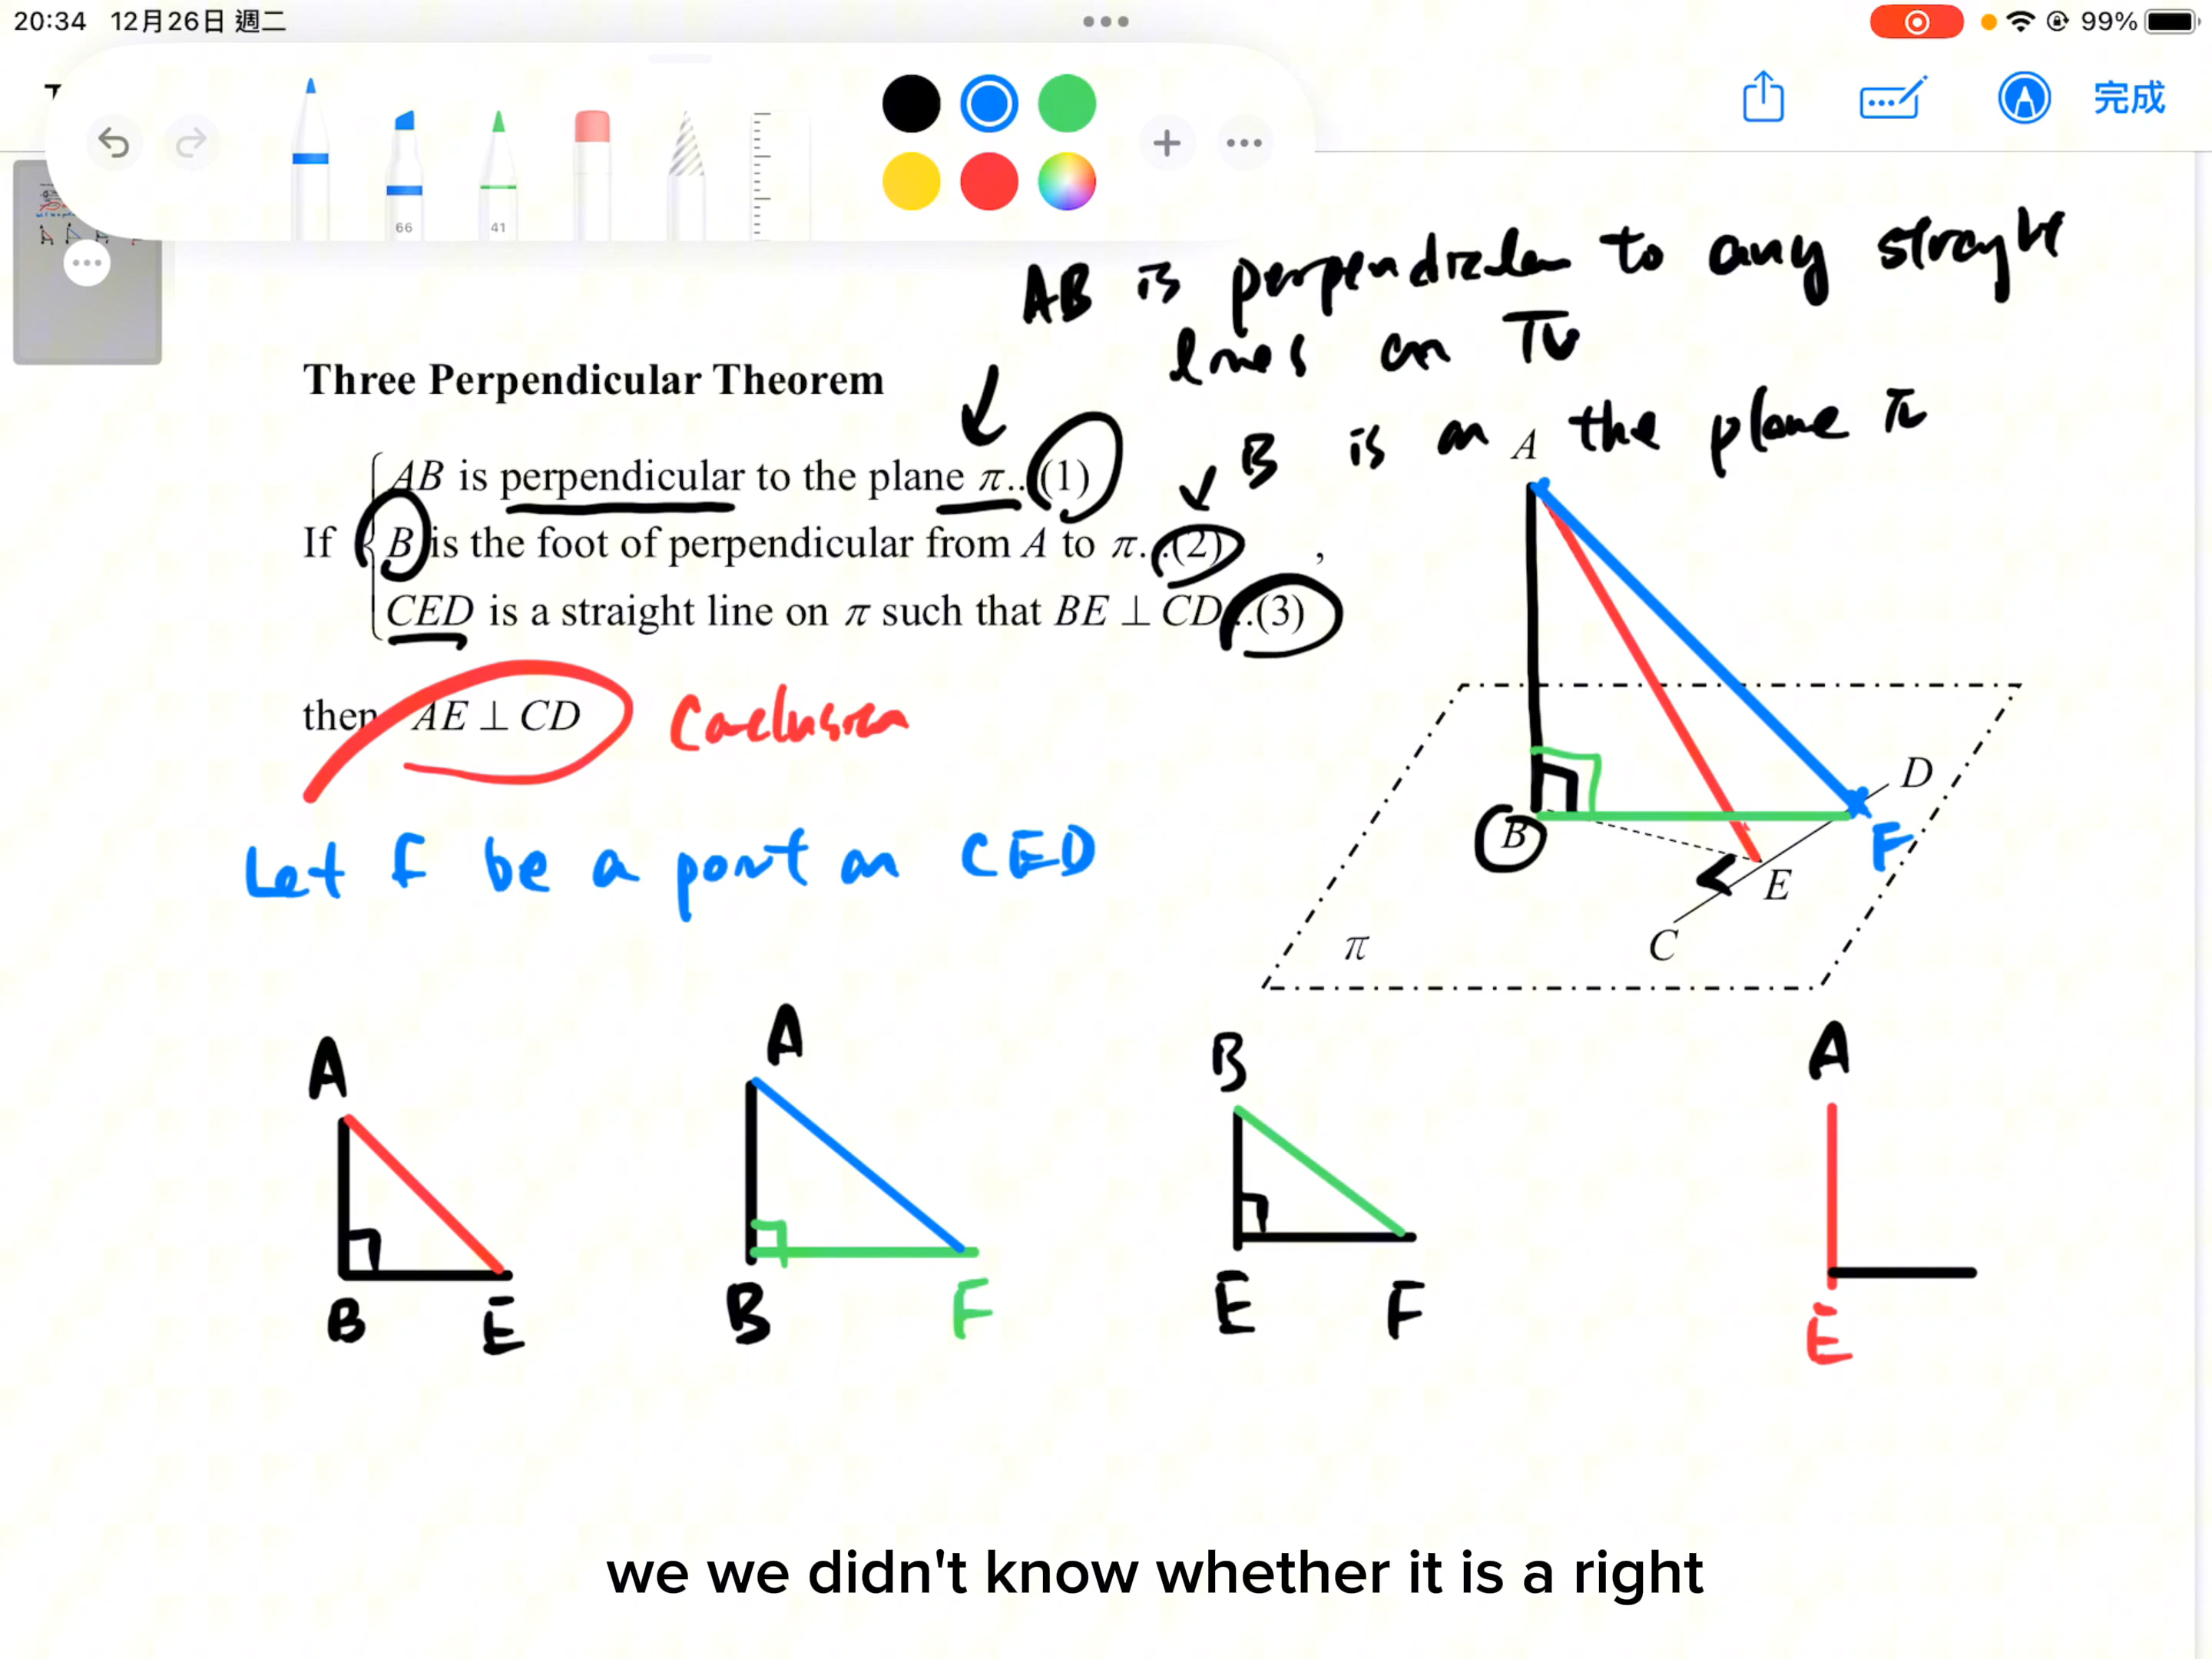 20:34 12月26日 週二
99%
完成
66
41
AB is perpendicular to any straight
lines on π
Three Perpendicular Theorem
B is on the plane π
A
AB is perpendicular to the plane π...(1)
If B is the foot of perpendicular from A to π...(2) ,
CED is a straight line on π such that BE ⊥ CD...(3)
then AE ⊥ CD
Conclusion
Let F be a point on CED
B
D
F
E
C
π
A
B E
A
B F
B
E F
A
E
we we didn't know whether it is a right